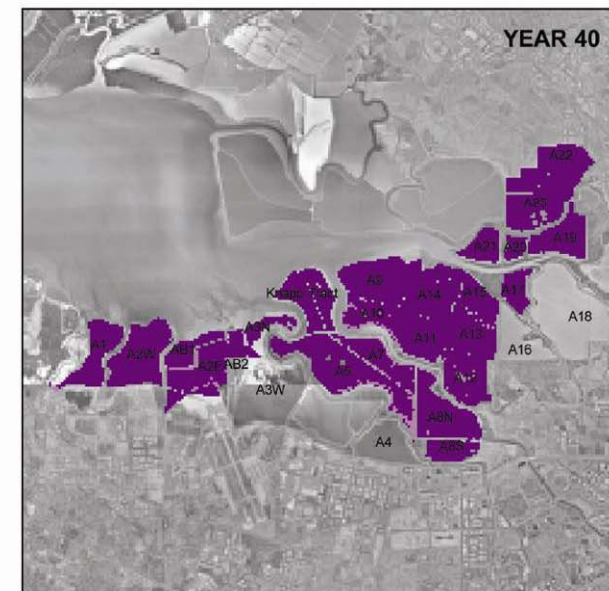 YEAR 40
A22
A23
A19
A21
A20
A17
A18
A9
A14
A15
Knapp Tract
A10
A3N
A11
A13
A16
A1
A2W
AB1
A2E
AB2
A7
A5
A12
A3W
A8N
A4
A8S